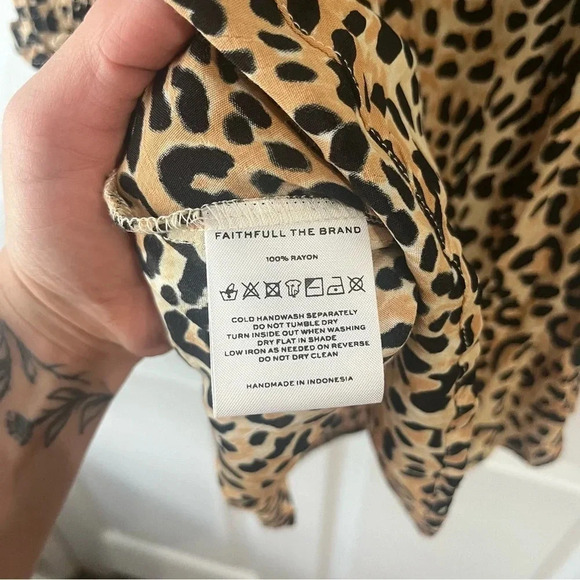 FAITHFULL THE BRAND
100% RAYON
COLD HANDWASH SEPARATELY
DO NOT TUMBLE DRY
TURN INSIDE OUT WHEN WASHING
DRY FLAT IN SHADE
LOW IRON AS NEEDED ON REVERSE
DO NOT DRY CLEAN
HANDMADE IN INDONESIA